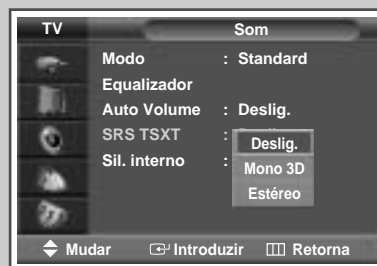 TV Som
Modo : Standard
Equalizador
Auto Volume : Deslig.
SRS TSXT : Deslig.
Sil. interno : Mono 3D
Estéreo
Mudar Introduzir Retorna